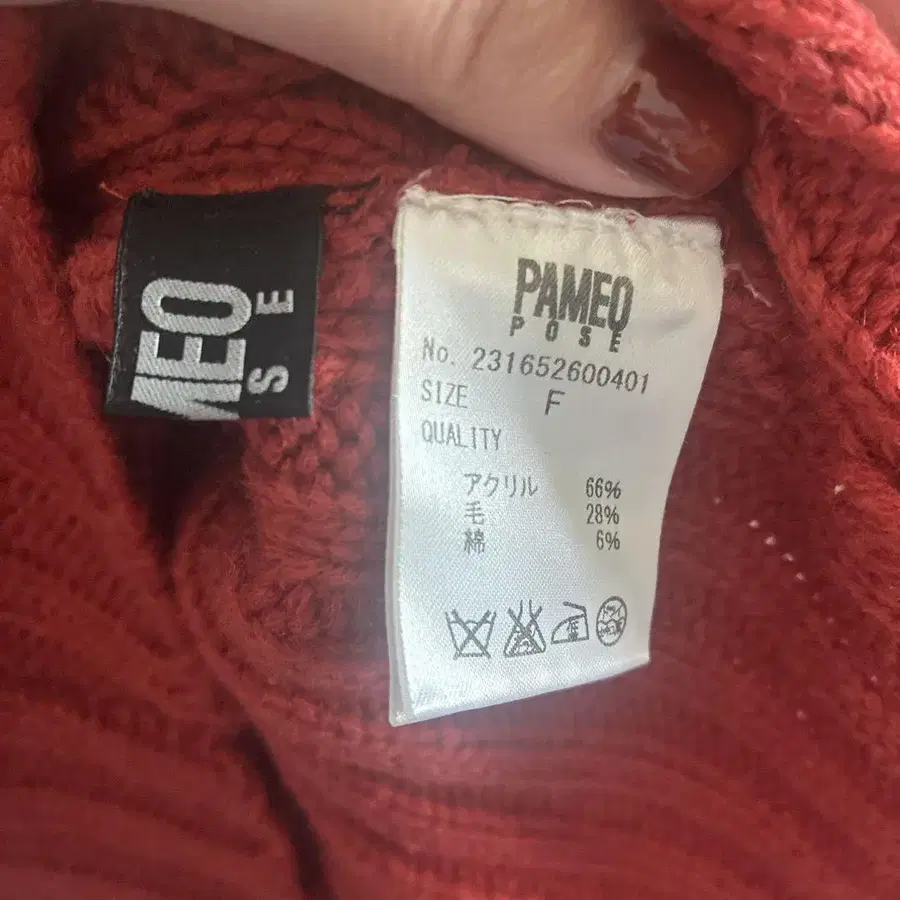 MEO
S E
PAMEO
POSE
No. 231652600401
SIZE F
QUALITY
アクリル 66%
毛 28%
綿 6%